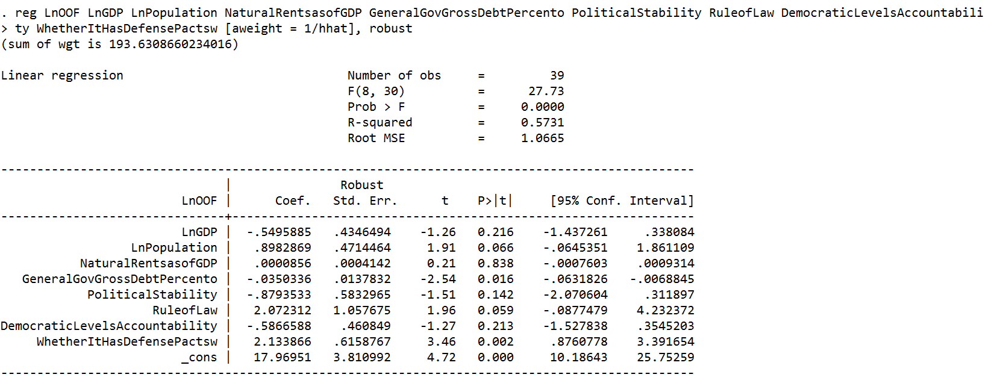 . reg LnOOF LnGDP LnPopulation NaturalRentsasofGDP GeneralGovGrossDebtPercento PoliticalStability RuleofLaw DemocraticLevelsAccountabili
> ty WhetherItHasDefensePactsw [aweight = 1/hhat], robust
(sum of wgt is 193.6308660234016)
Linear regression Number of obs = 39
F(8, 30) = 27.73
Prob > F = 0.0000
R-squared = 0.5731
Root MSE = 1.0665
------------------------------------------------------------------------------
| Robust
LnOOF | Coef. Std. Err. t P>|t| [95% Conf. Interval]
-------------+----------------------------------------------------------------
LnGDP | -.5495885 .4346494 -1.26 0.216 -1.437261 .338084
LnPopulation | .8982869 .4714464 1.91 0.066 -.0645351 1.861109
NaturalRentsasofGDP | .0000856 .0004142 0.21 0.838 -.0007603 .0009314
GeneralGovGrossDebtPercento | -.0350336 .0137832 -2.54 0.016 -.0631826 -.0068845
PoliticalStability | -.8793533 .5832965 -1.51 0.142 -2.070604 .311897
RuleofLaw | 2.072312 1.057675 1.96 0.059 -.0877479 4.232372
DemocraticLevelsAccountability | -.5866588 .460849 -1.27 0.213 -1.527838 .3545203
WhetherItHasDefensePactsw | 2.133866 .6158767 3.46 0.002 .8760778 3.391654
_cons | 17.96951 3.810992 4.72 0.000 10.18643 25.75259
------------------------------------------------------------------------------